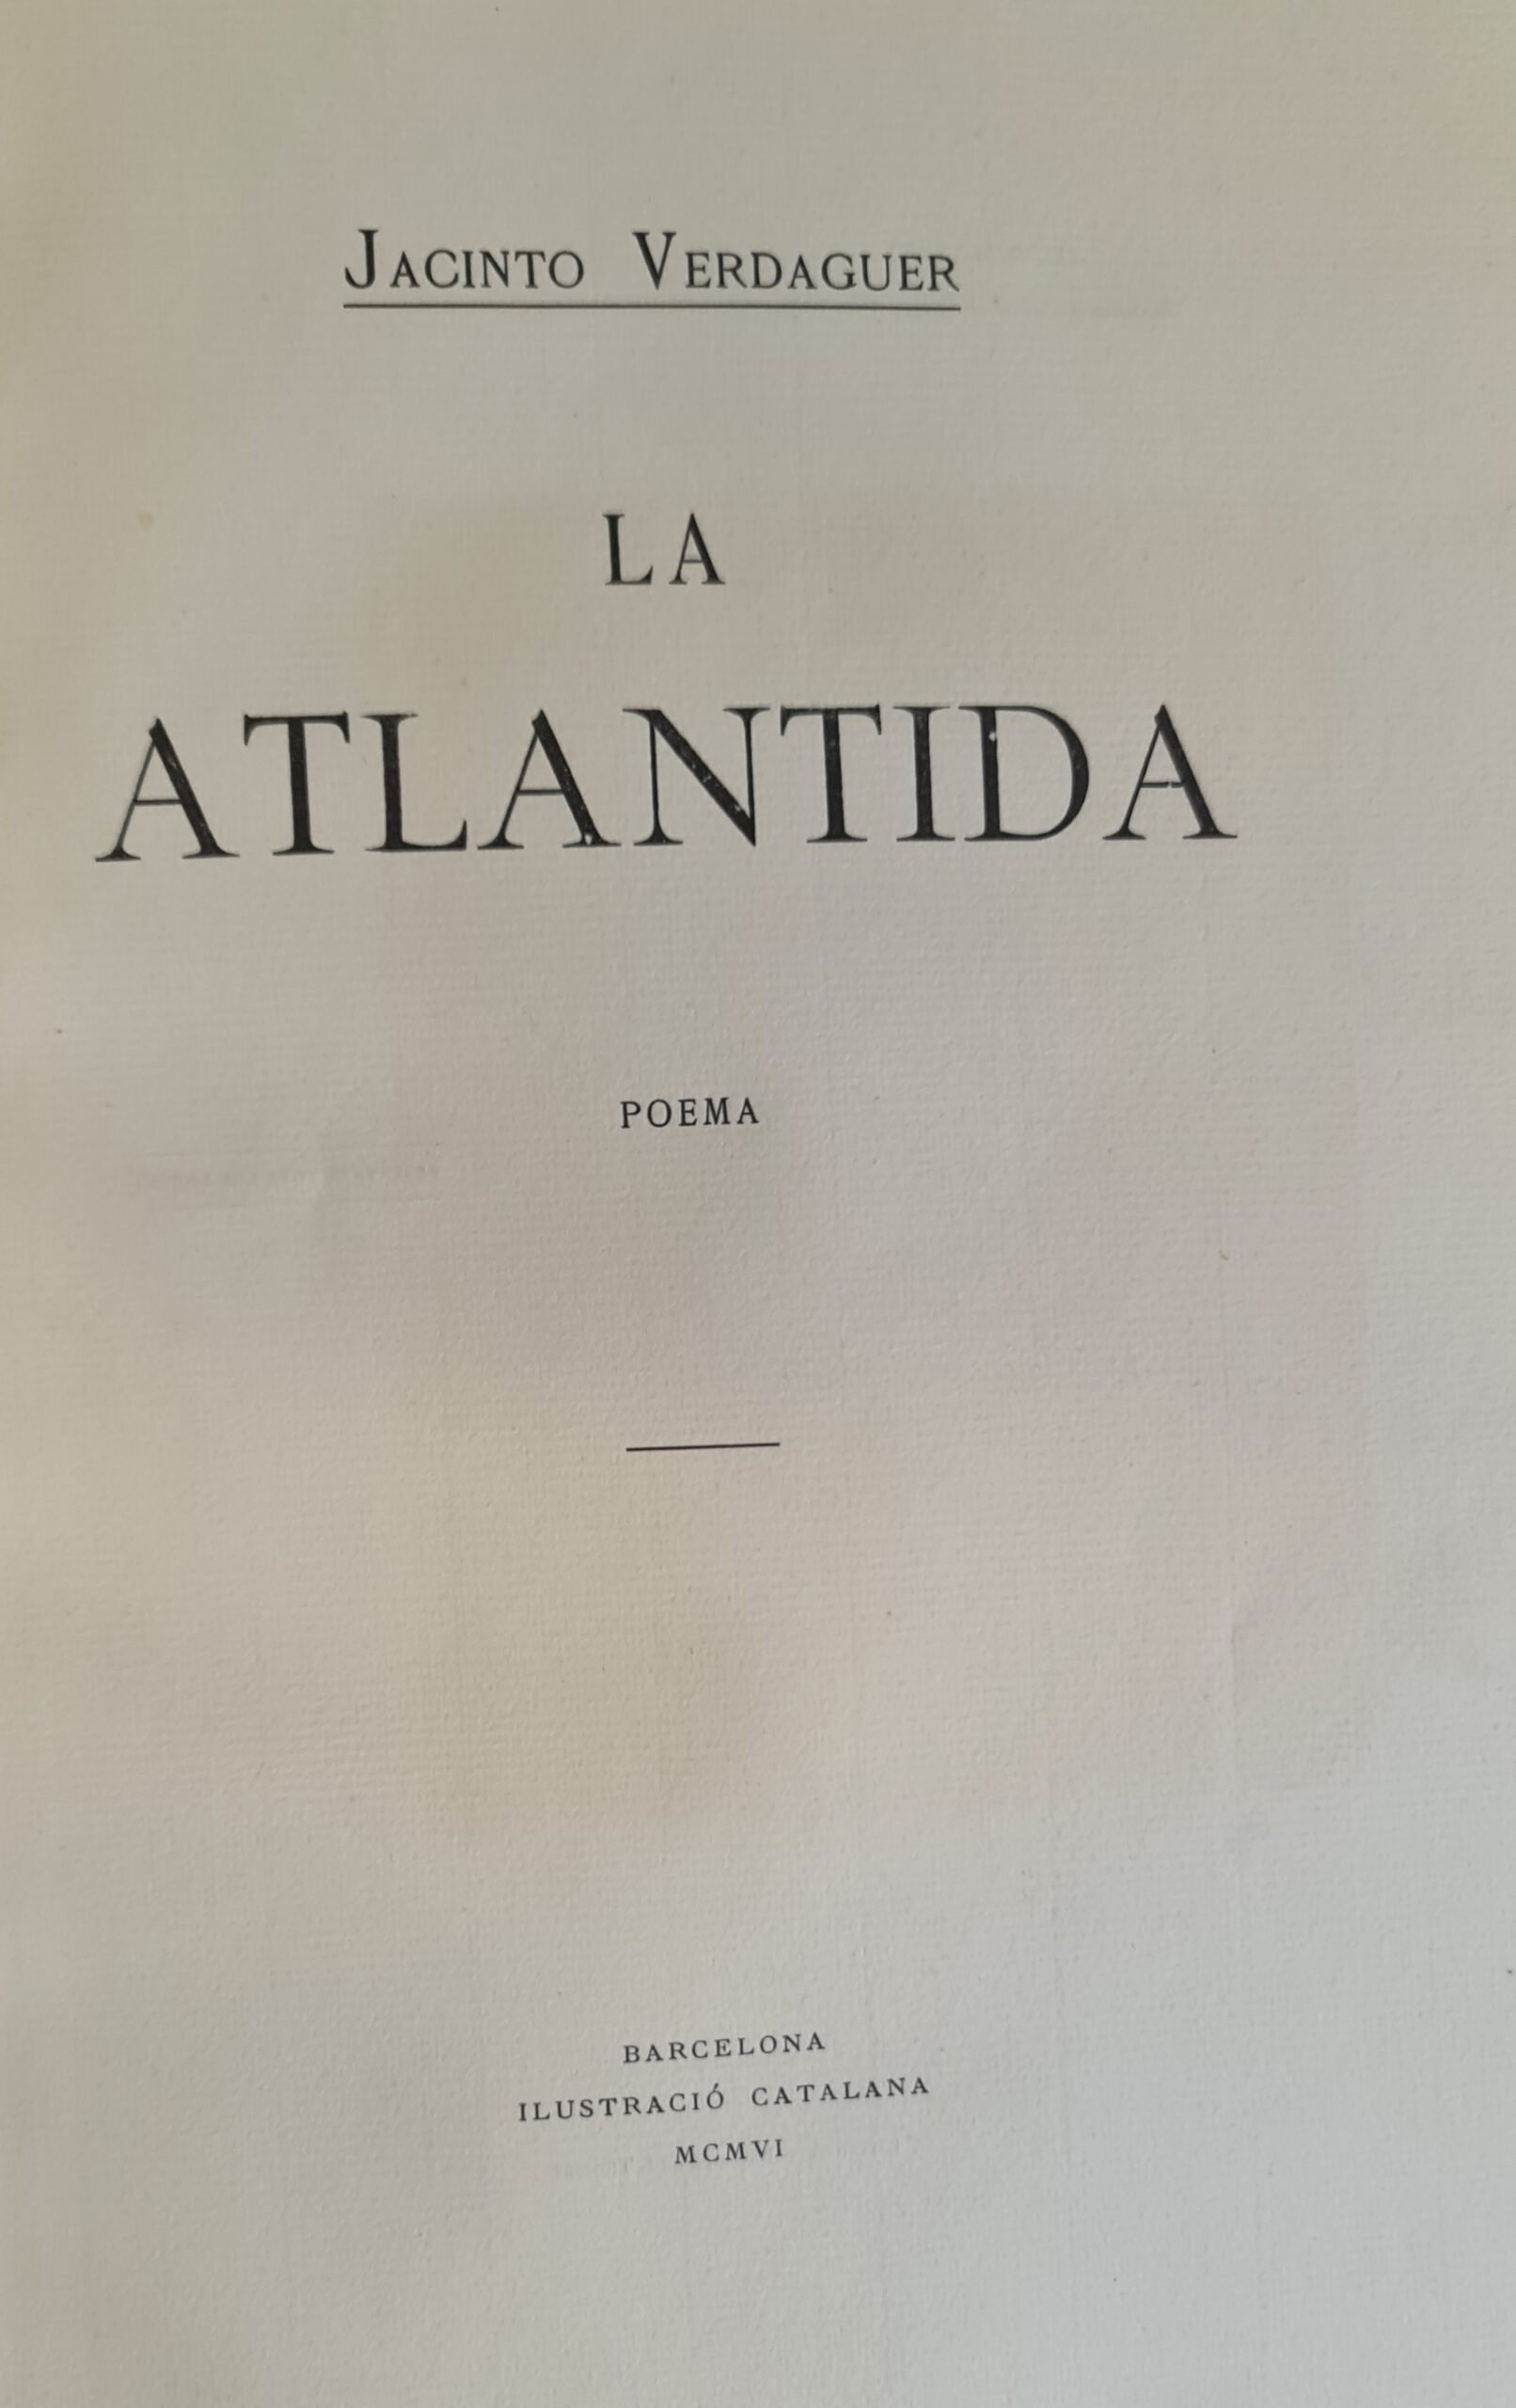 JACINTO VERDAGUER
LA
ATLANTIDA
POEMA
BARCELONA
ILUSTRACIÓ CATALANA
MCMVI